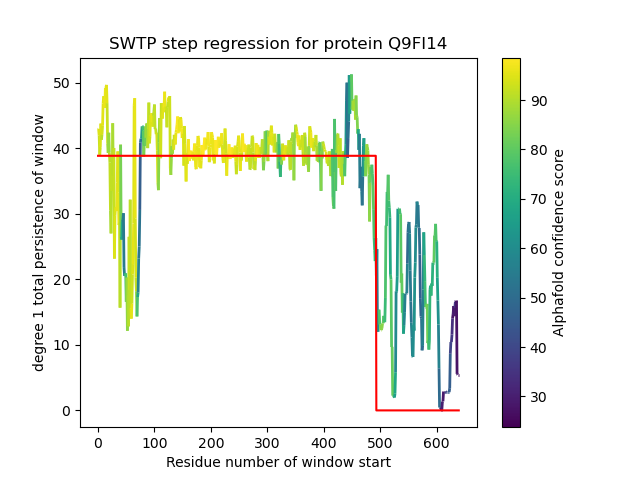 SWTP step regression for protein Q9FI14
degree 1 total persistence of window
50
40
30
20
10
0
0 100 200 300 400 500 600
Residue number of window start
90
80
70
60
50
40
30
Alphafold confidence score